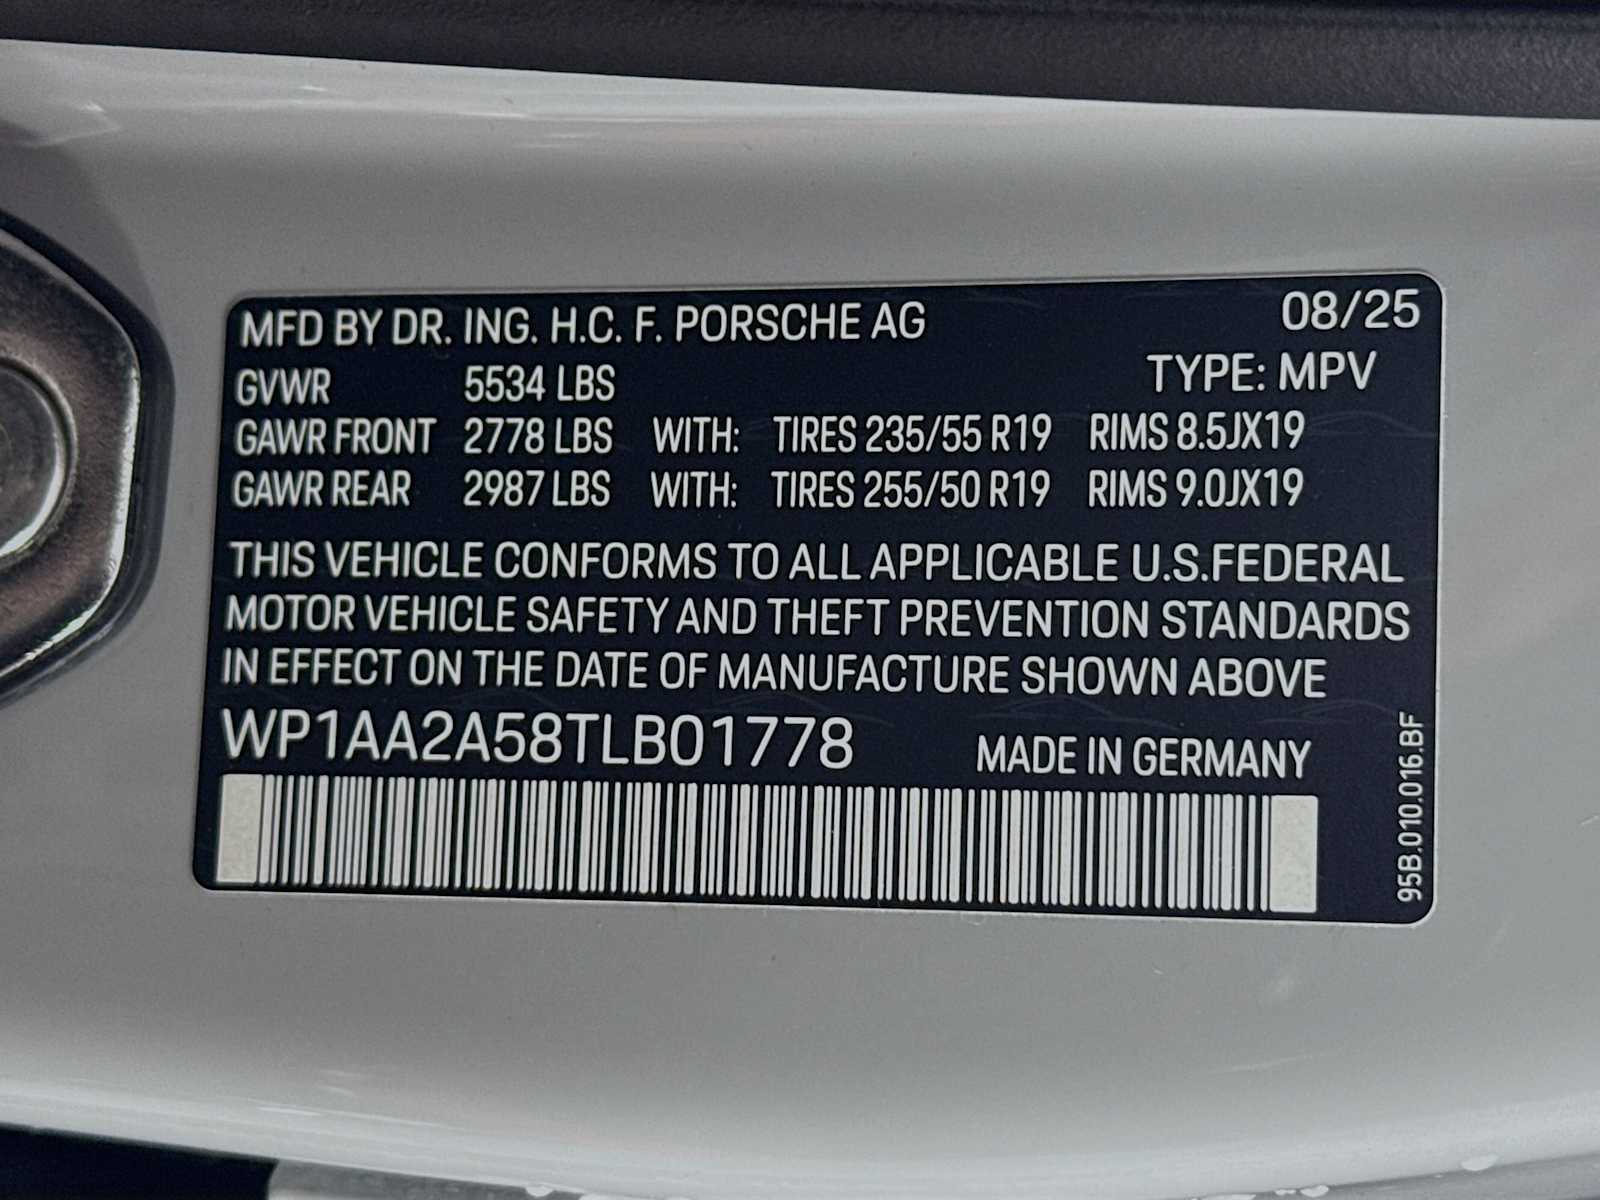 MFD BY DR. ING. H.C. F. PORSCHE AG 08/25
GVWR 5534 LBS TYPE: MPV
GAWR FRONT 2778 LBS WITH: TIRES 235/55 R19 RIMS 8.5JX19
GAWR REAR 2987 LBS WITH: TIRES 255/50 R19 RIMS 9.0JX19
THIS VEHICLE CONFORMS TO ALL APPLICABLE U.S.FEDERAL
MOTOR VEHICLE SAFETY AND THEFT PREVENTION STANDARDS
IN EFFECT ON THE DATE OF MANUFACTURE SHOWN ABOVE
WP1AA2A58TLB01778 MADE IN GERMANY
95B.010.016.BF